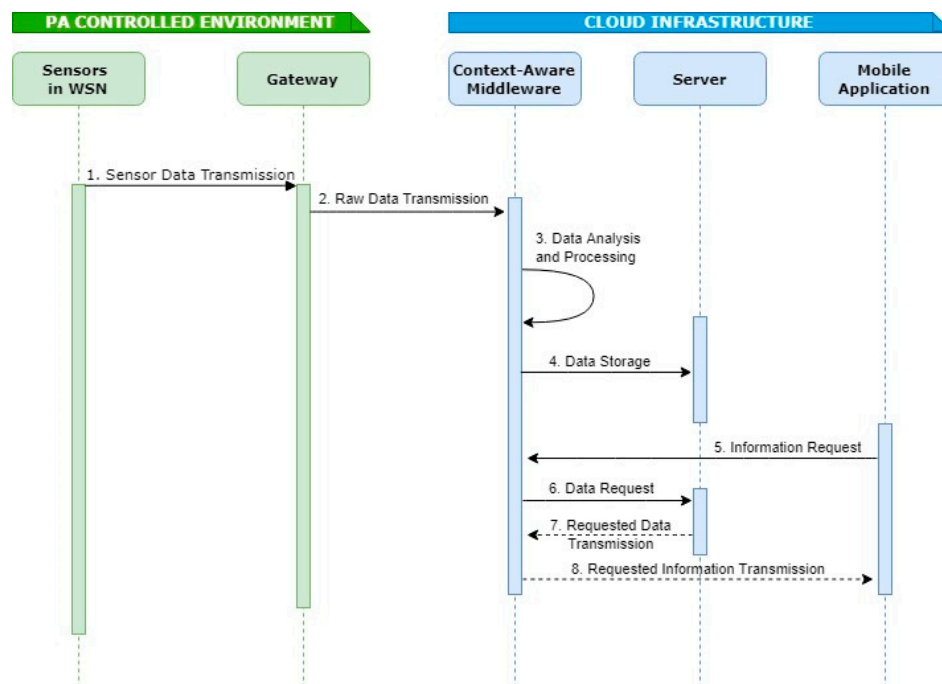 PA CONTROLLED ENVIRONMENT
CLOUD INFRASTRUCTURE
Sensors
in WSN
Gateway
Context-Aware
Middleware
Server
Mobile
Application
1. Sensor Data Transmission
2. Raw Data Transmission
3. Data Analysis
and Processing
4. Data Storage
5. Information Request
6. Data Request
7. Requested Data
Transmission
8. Requested Information Transmission